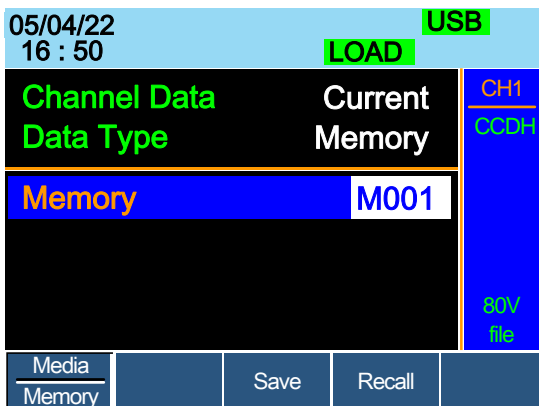 05/04/22 USB
16 : 50 LOAD
Channel Data Current
Data Type Memory
Memory M001
CH1
CCDH
80V
file
Media
Memory
Save
Recall